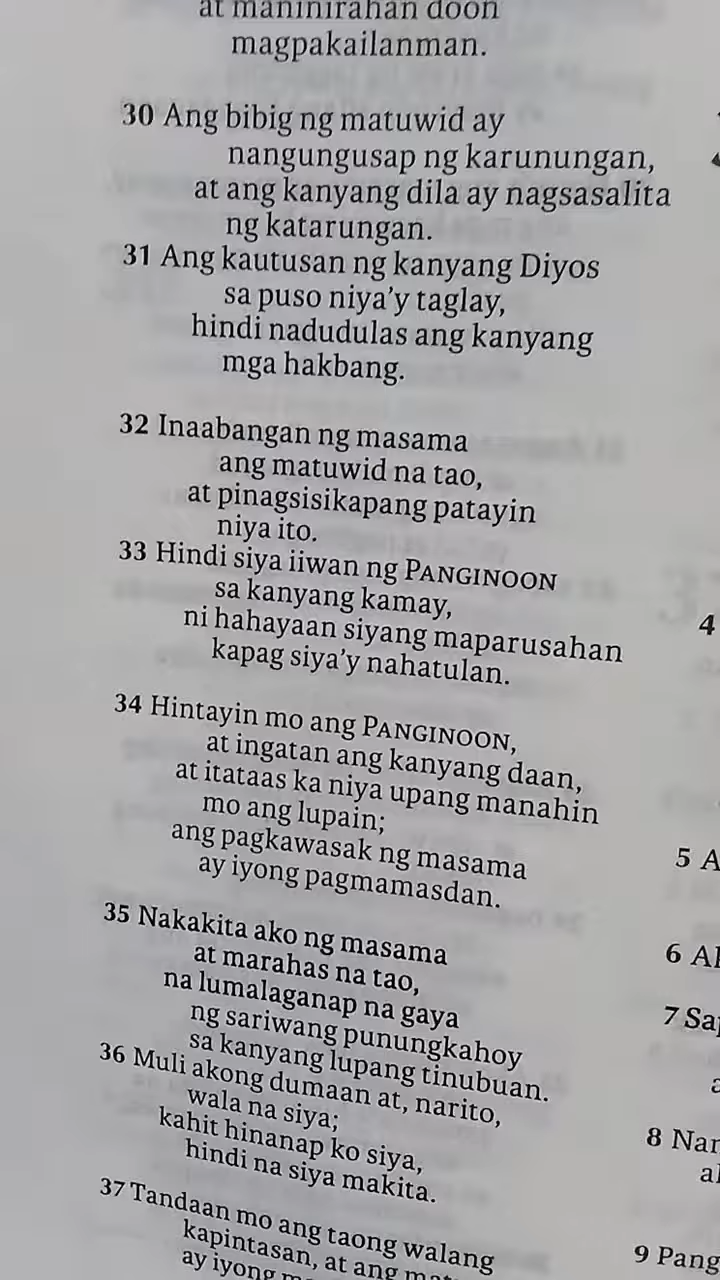 at maninirahan doon
magpakailanman.
30 Ang bibig ng matuwid ay
nangungusap ng karunungan,
at ang kanyang dila ay nagsasalita
ng katarungan.
31 Ang kautusan ng kanyang Diyos
sa puso niya’y taglay,
hindi nadudulas ang kanyang
mga hakbang.
32 Inaabangan ng masama
ang matuwid na tao,
at pinagsisikapang patayin
niya ito.
33 Hindi siya iiwan ng PANGINOON
sa kanyang kamay,
ni hahayaan siyang maparusahan
kapag siya’y nahatulan.
34 Hintayin mo ang PANGINOON,
at ingatan ang kanyang daan,
at itataas ka niya upang manahin
mo ang lupain;
ang pagkawasak ng masama
ay iyong pagmamasdan.
35 Nakakita ako ng masama
at marahas na tao,
na lumalaganap na gaya
ng sariwang punungkahoy
sa kanyang lupang tinubuan.
36 Muli akong dumaan at, narito,
wala na siya;
kahit hinanap ko siya,
hindi na siya makita.
37 Tandaan mo ang taong walang
kapintasan, at ang
ay iyong
4
5
6
7
8
9